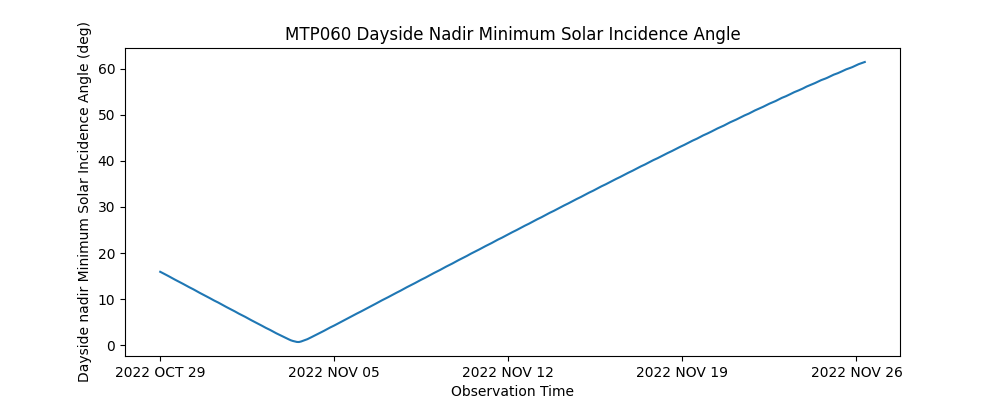 MTP060 Dayside Nadir Minimum Solar Incidence Angle
Dayside nadir Minimum Solar Incidence Angle (deg)
60
50
40
30
20
10
0
2022 OCT 29
2022 NOV 05
2022 NOV 12
2022 NOV 19
2022 NOV 26
Observation Time